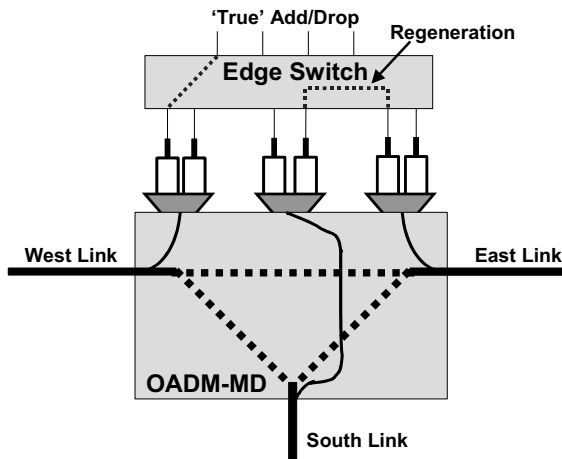 ‘True’ Add/Drop
Regeneration
Edge Switch
West Link
East Link
OADM-MD
South Link